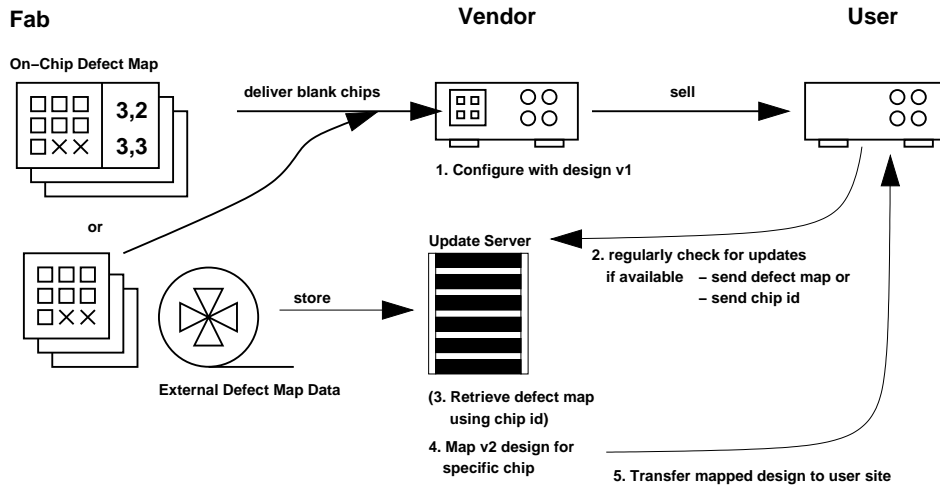 Fab
Vendor
User
On–Chip Defect Map
3,2
3,3
deliver blank chips
sell
1. Configure with design v1
or
Update Server
2. regularly check for updates
if available – send defect map or
– send chip id
store
External Defect Map Data
(3. Retrieve defect map
using chip id)
4. Map v2 design for
specific chip
5. Transfer mapped design to user site